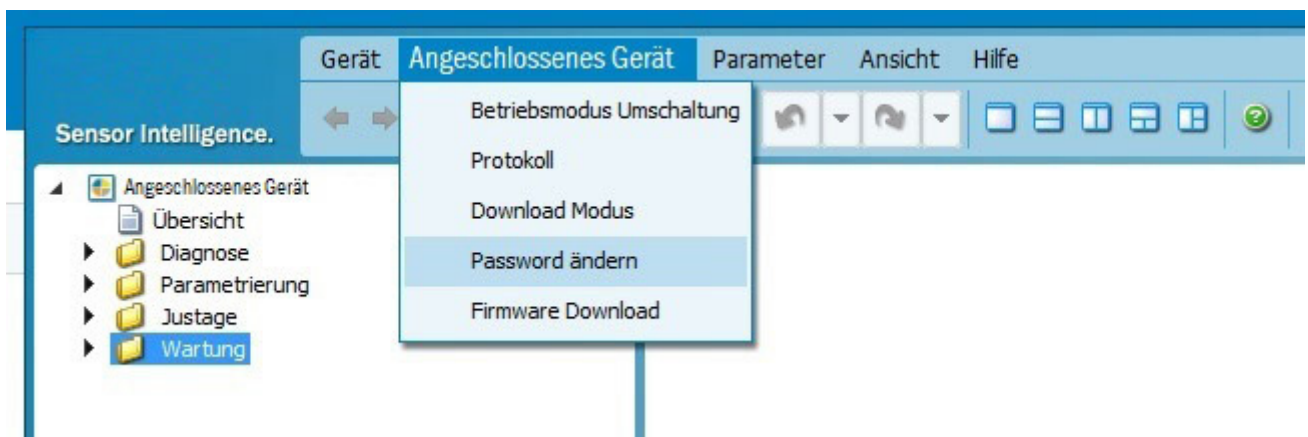 Gerät Angeschlossenes Gerät Parameter Ansicht Hilfe
Sensor Intelligence.
Betriebsmodus Umschaltung
Protokoll
Download Modus
Password ändern
Firmware Download
Angeschlossenes Gerät
Übersicht
Diagnose
Parametrierung
Justage
Wartung